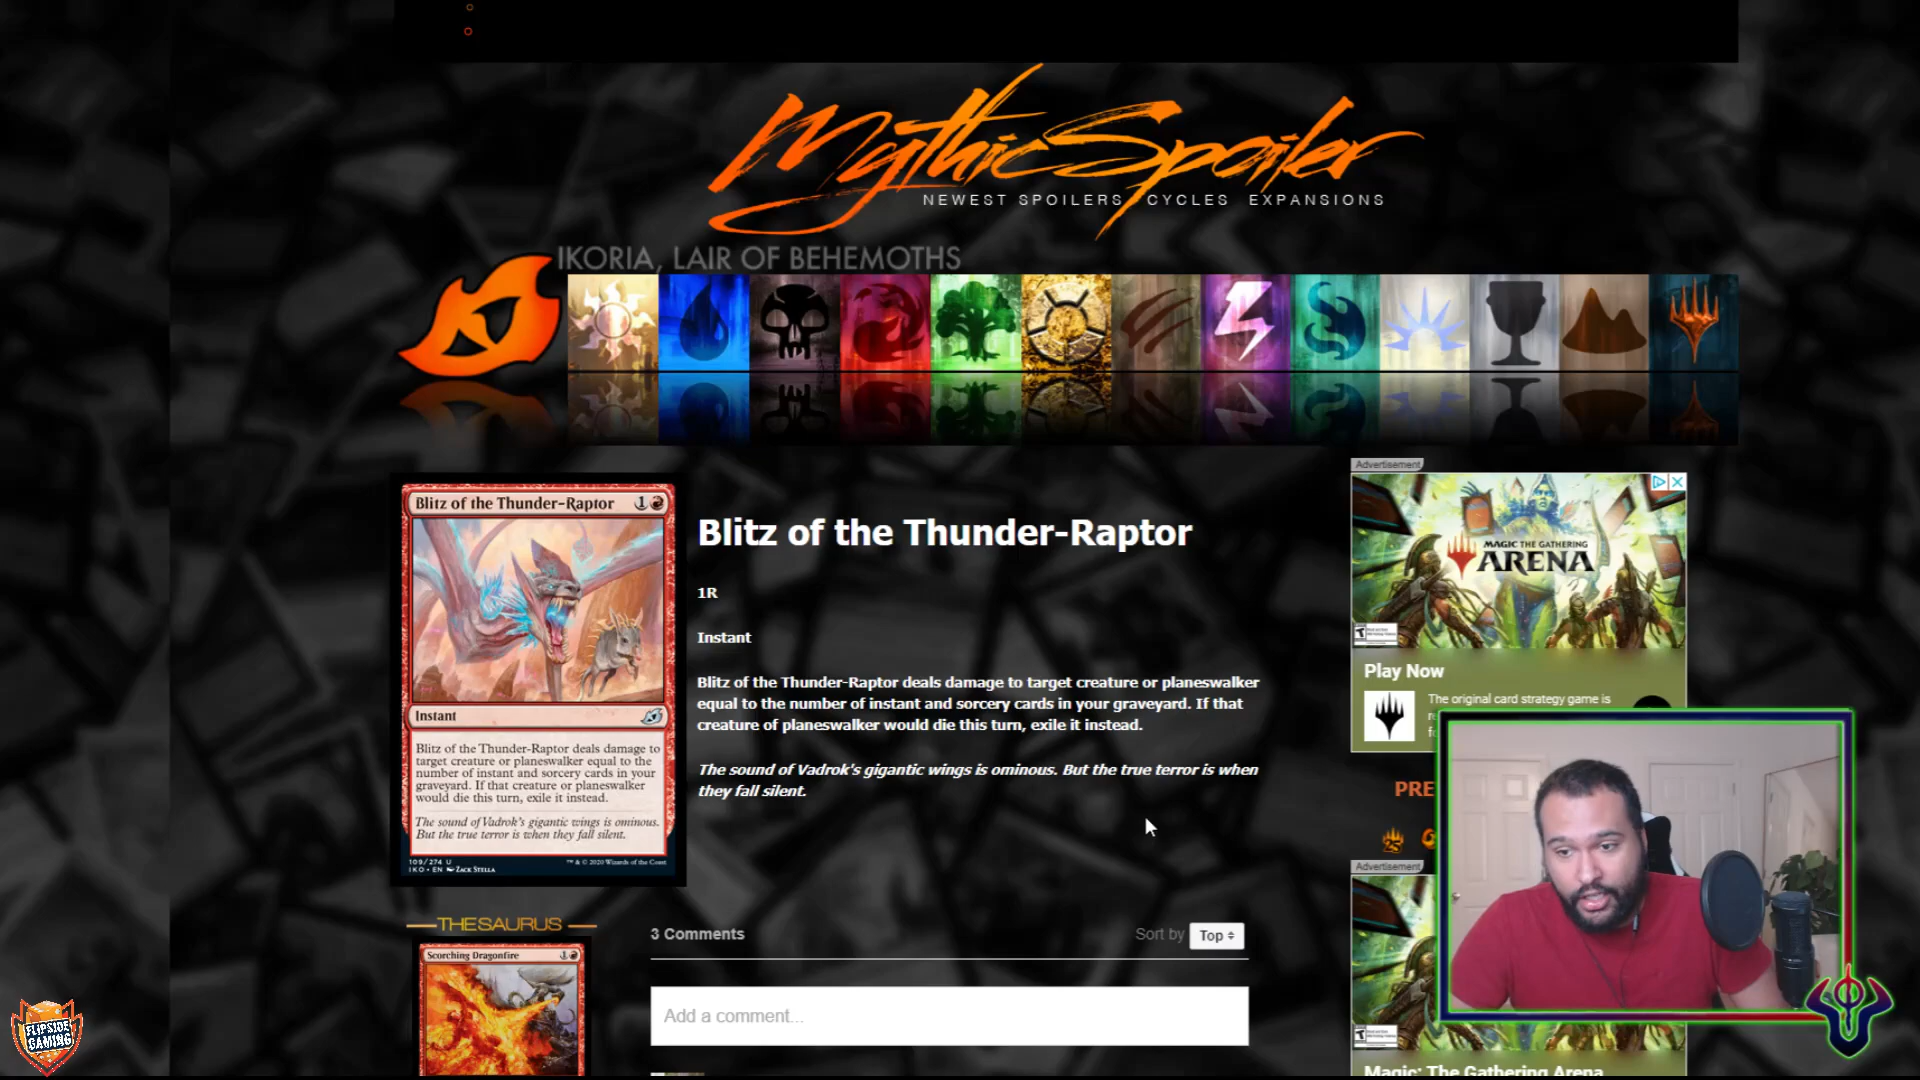 MythicSpoiler
NEWEST SPOILERS CYCLES EXPANSIONS
IKORIA, LAIR OF BEHEMOTHS
Blitz of the Thunder-Raptor 1
Instant
Blitz of the Thunder-Raptor deals damage to
target creature or planeswalker equal to the
number of instant and sorcery cards in your
graveyard. If that creature or planeswalker
would die this turn, exile it instead.
The sound of Vadrok's gigantic wings is ominous.
But the true terror is when they fall silent.
109/274 U
IKO • EN ZACK STELLA
™ & © 2020 Wizards of the Coast
Blitz of the Thunder-Raptor
1R
Instant
Blitz of the Thunder-Raptor deals damage to target creature or planeswalker
equal to the number of instant and sorcery cards in your graveyard. If that
creature of planeswalker would die this turn, exile it instead.
The sound of Vadrok's gigantic wings is ominous. But the true terror is when
they fall silent.
Advertisement
MAGIC THE GATHERING
ARENA
Play Now
The original card strategy game is
PRE
Advertisement
Magic: The Gathering Arena
THESAURUS
Scorching Dragonfire 1
3 Comments
Sort by Top
Add a comment...
FLIPSIDE
GAMING